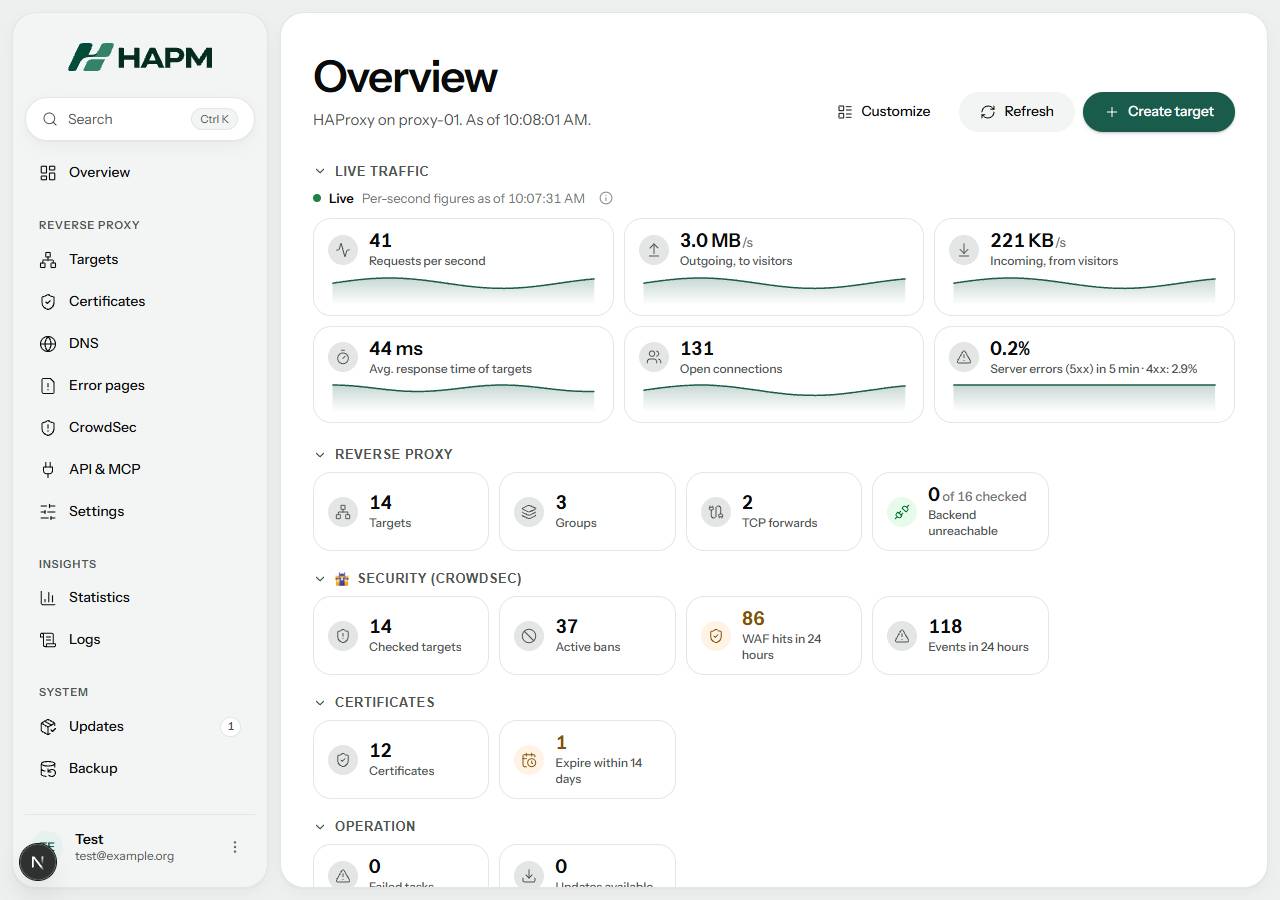 HAPM
Search Ctrl K
Overview
REVERSE PROXY
Targets
Certificates
DNS
Error pages
CrowdSec
API & MCP
Settings
INSIGHTS
Statistics
Logs
SYSTEM
Updates 1
Backup
Test
test@example.org
N
Overview
HAProxy on proxy-01. As of 10:08:01 AM.
Customize
Refresh
Create target
LIVE TRAFFIC
Live Per-second figures as of 10:07:31 AM
41
Requests per second
3.0 MB/s
Outgoing, to visitors
221 KB/s
Incoming, from visitors
44 ms
Avg. response time of targets
131
Open connections
0.2%
Server errors (5xx) in 5 min · 4xx: 2.9%
REVERSE PROXY
14
Targets
3
Groups
2
TCP forwards
0 of 16 checked
Backend
unreachable
SECURITY (CROWDSEC)
14
Checked targets
37
Active bans
86
WAF hits in 24
hours
118
Events in 24 hours
CERTIFICATES
12
Certificates
1
Expire within 14
days
OPERATION
0
Failed tasks
0
Updates available